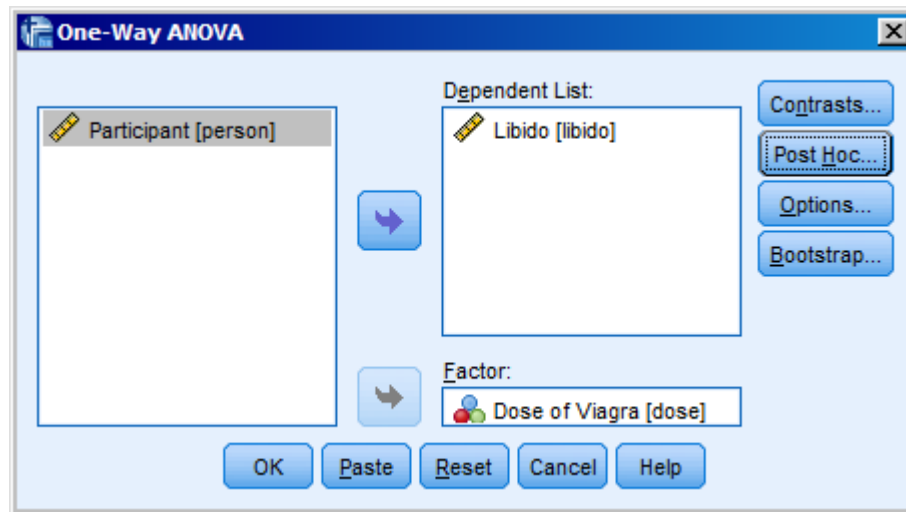 One-Way ANOVA
Participant [person]
Dependent List:
Libido [libido]
Factor:
Dose of Viagra [dose]
Contrasts...
Post Hoc...
Options...
Bootstrap...
OK
Paste
Reset
Cancel
Help